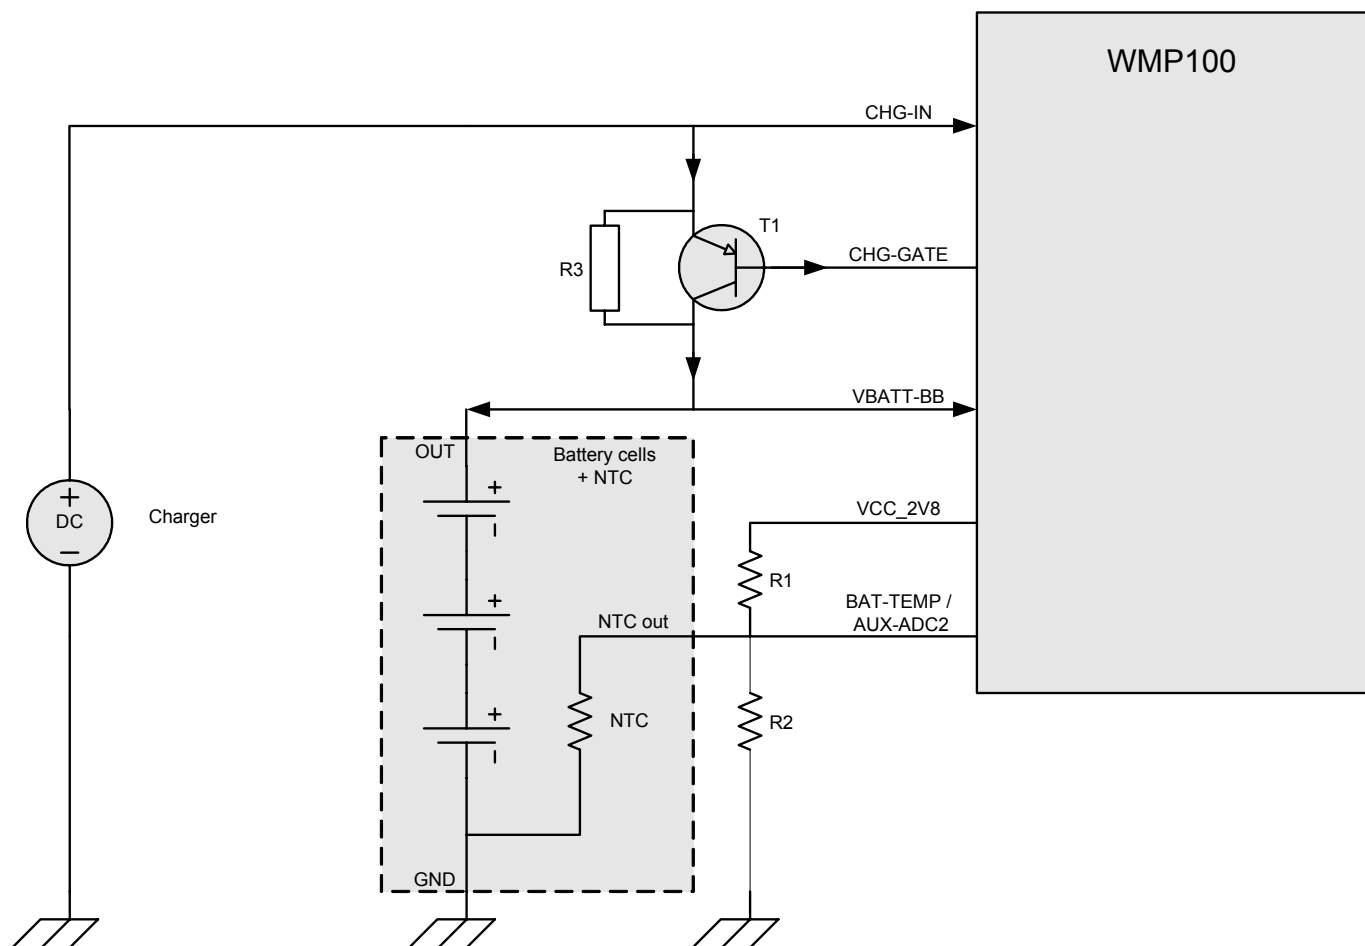 WMP100
CHG-IN
T1
CHG-GATE
R3
VBATT-BB
OUT
Battery cells
+ NTC
+
+
DC
Charger
VCC_2V8
R1
BAT-TEMP /
AUX-ADC2
+
NTC out
+
NTC
R2
GND